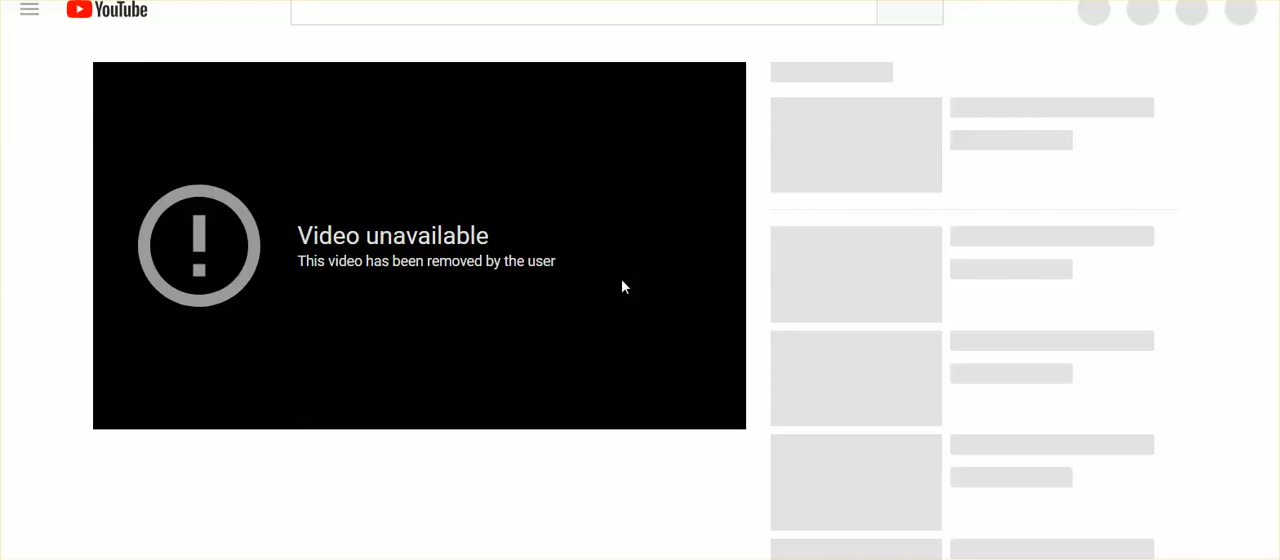 YouTube
Video unavailable
This video has been removed by the user